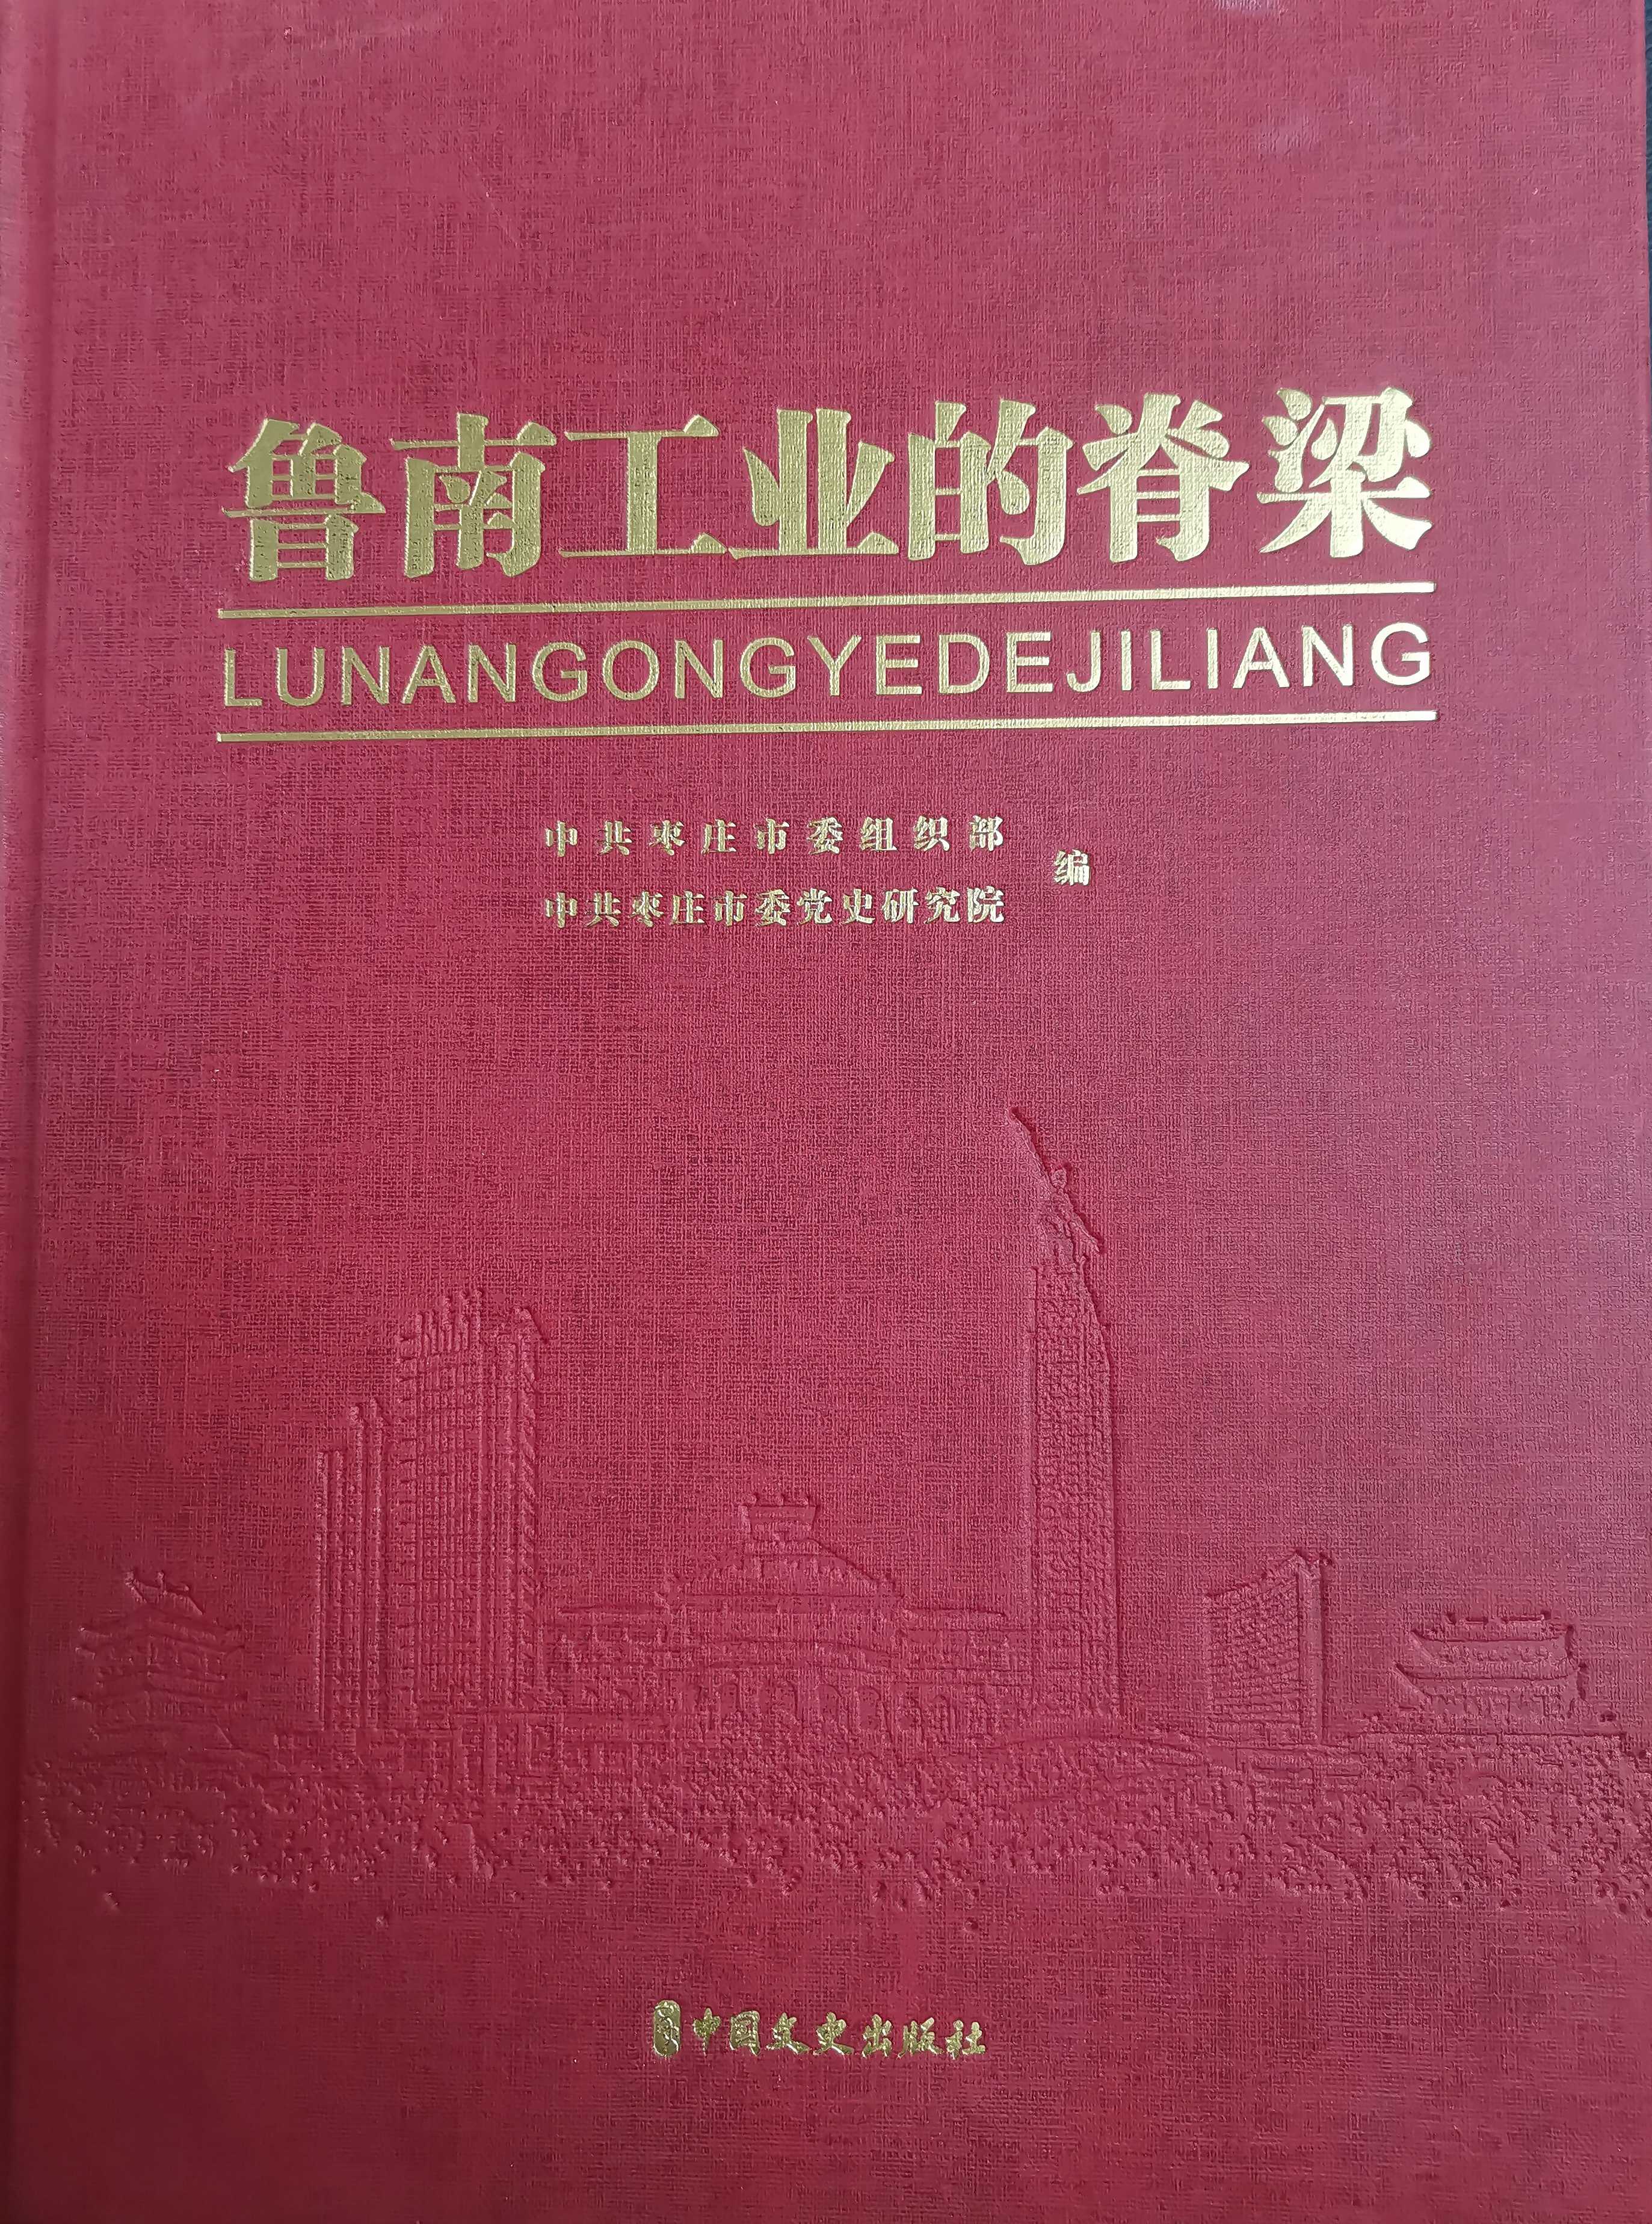 鲁南工业的脊梁
LUNANGONGYEDEJILIANG
中共枣庄市委组织部
中共枣庄市委党史研究院
编
中国文史出版社